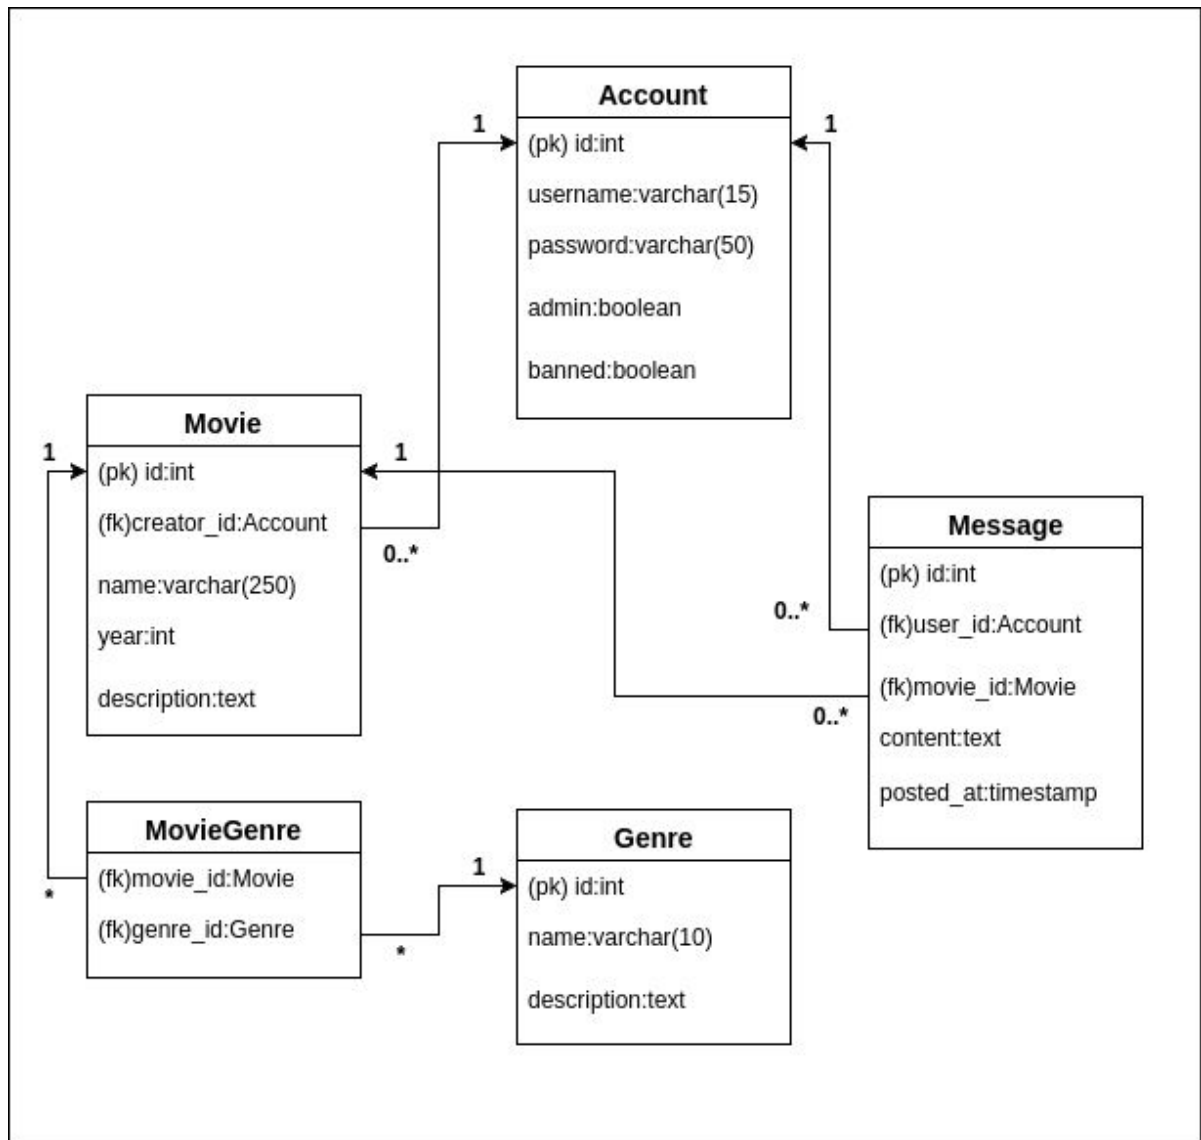 Account
1
1
(pk) id:int
username:varchar(15)
password:varchar(50)
admin:boolean
banned:boolean
Movie
1
1
(pk) id:int
(fk)creator_id:Account
0..*
name:varchar(250)
year:int
description:text
Message
(pk) id:int
0..*
(fk)user_id:Account
(fk)movie_id:Movie
0..*
content:text
posted_at:timestamp
MovieGenre
(fk)movie_id:Movie
*
(fk)genre_id:Genre
*
Genre
1
(pk) id:int
name:varchar(10)
description:text